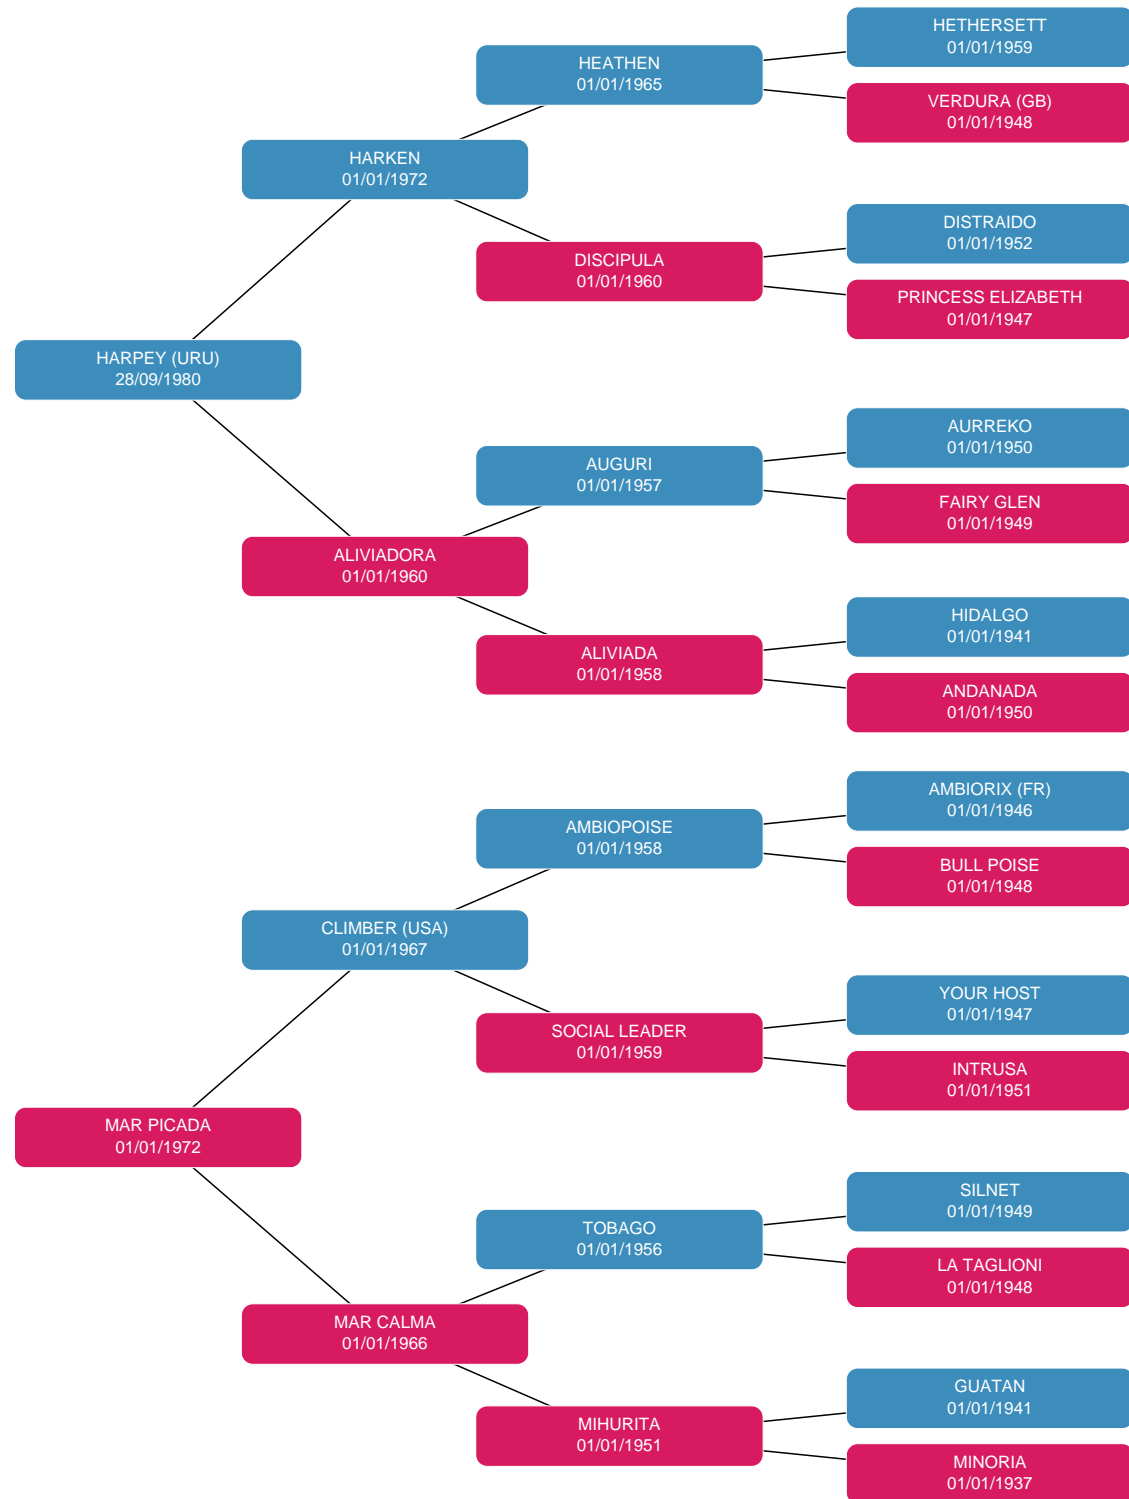 HETHERSETT
01/01/1959
HEATHEN
01/01/1965
VERDURA (GB)
01/01/1948
HARKEN
01/01/1972
DISTRAIDO
01/01/1952
DISCIPULA
01/01/1960
PRINCESS ELIZABETH
01/01/1947
HARPEY (URU)
28/09/1980
AURREKO
01/01/1950
AUGURI
01/01/1957
FAIRY GLEN
01/01/1949
ALIVIADORA
01/01/1960
HIDALGO
01/01/1941
ALIVIADA
01/01/1958
ANDANADA
01/01/1950
AMBIORIX (FR)
01/01/1946
AMBIOPOISE
01/01/1958
BULL POISE
01/01/1948
CLIMBER (USA)
01/01/1967
YOUR HOST
01/01/1947
SOCIAL LEADER
01/01/1959
INTRUSA
01/01/1951
MAR PICADA
01/01/1972
SILNET
01/01/1949
TOBAGO
01/01/1956
LA TAGLIONI
01/01/1948
MAR CALMA
01/01/1966
GUATAN
01/01/1941
MIHURITA
01/01/1951
MINORIA
01/01/1937